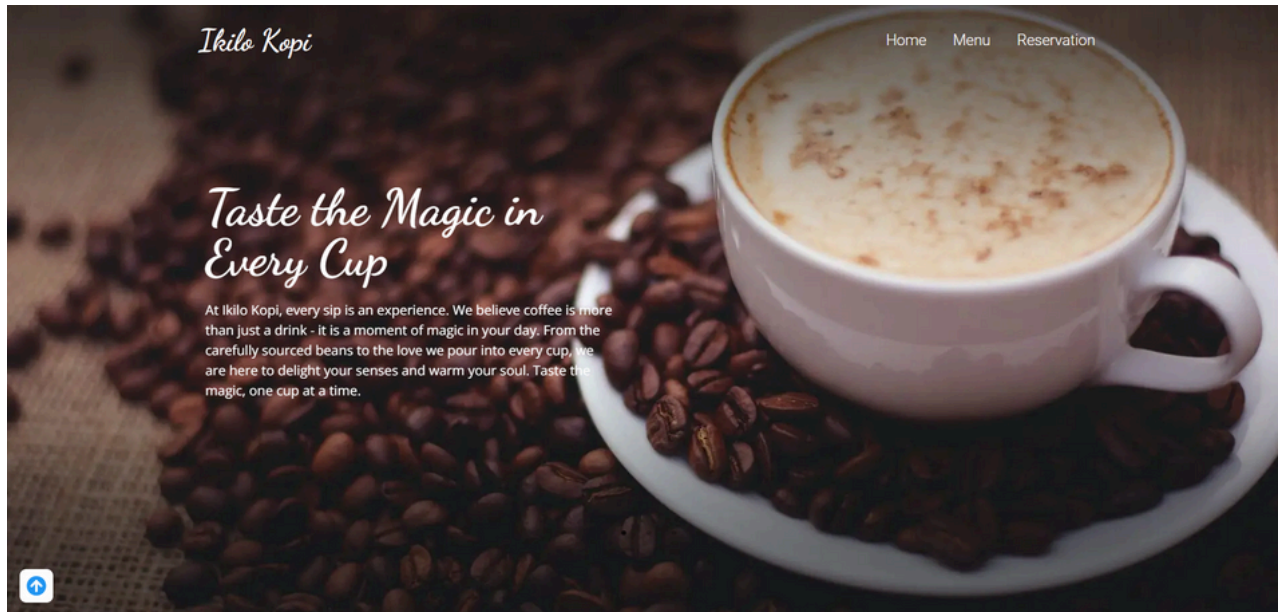 Ikilo Kopi
Home Menu Reservation
Taste the Magic in
Every Cup
At Ikilo Kopi, every sip is an experience. We believe coffee is more
than just a drink - it is a moment of magic in your day. From the
carefully sourced beans to the love we pour into every cup, we
are here to delight your senses and warm your soul. Taste the
magic, one cup at a time.